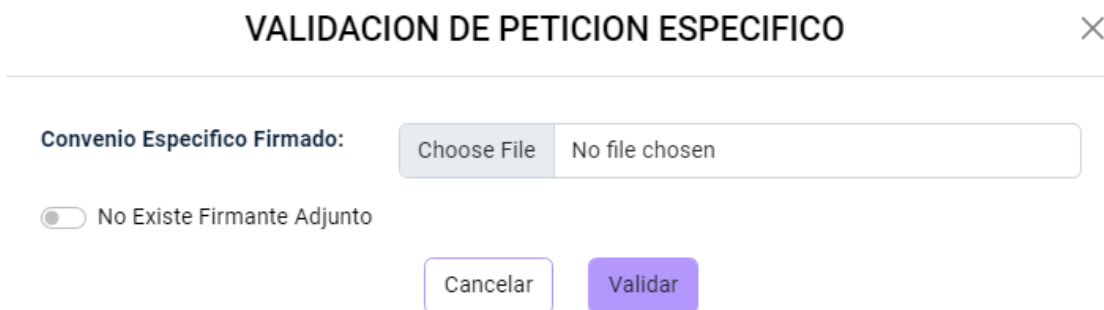 VALIDACION DE PETICION ESPECIFICO
Convenio Especifico Firmado: Choose File No file chosen
No Existe Firmante Adjunto
Cancelar Validar